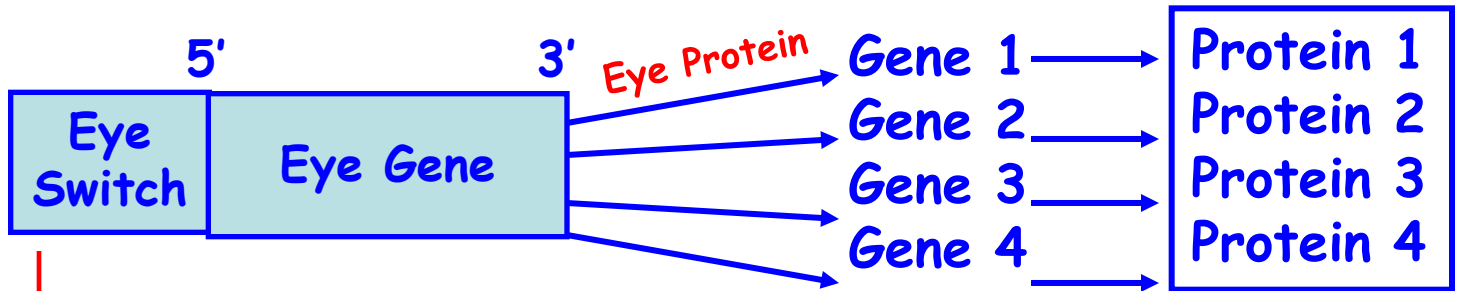 5’ 3’
Eye Protein
Eye
Switch
Eye Gene
Gene 1
Gene 2
Gene 3
Gene 4
Protein 1
Protein 2
Protein 3
Protein 4